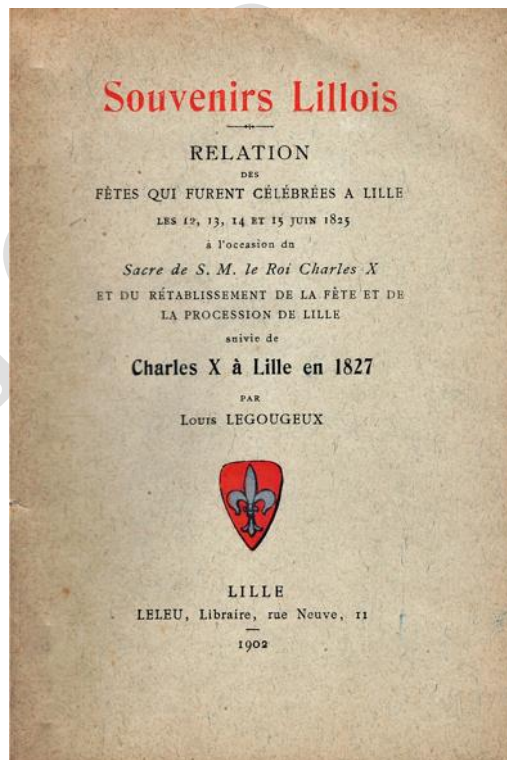 Souvenirs Lillois
RELATION
DES
FÊTES QUI FURENT CÉLÉBRÉES A LILLE
LES 12, 13, 14 ET 15 JUIN 1825
à l'occasion du
Sacre de S. M. le Roi Charles X
ET DU RÉTABLISSEMENT DE LA FÊTE ET DE
LA PROCESSION DE LILLE
suivie de
Charles X à Lille en 1827
PAR
LOUIS LEGOUGEUX
LILLE
LELEU, Libraire, rue Neuve, 11
1902